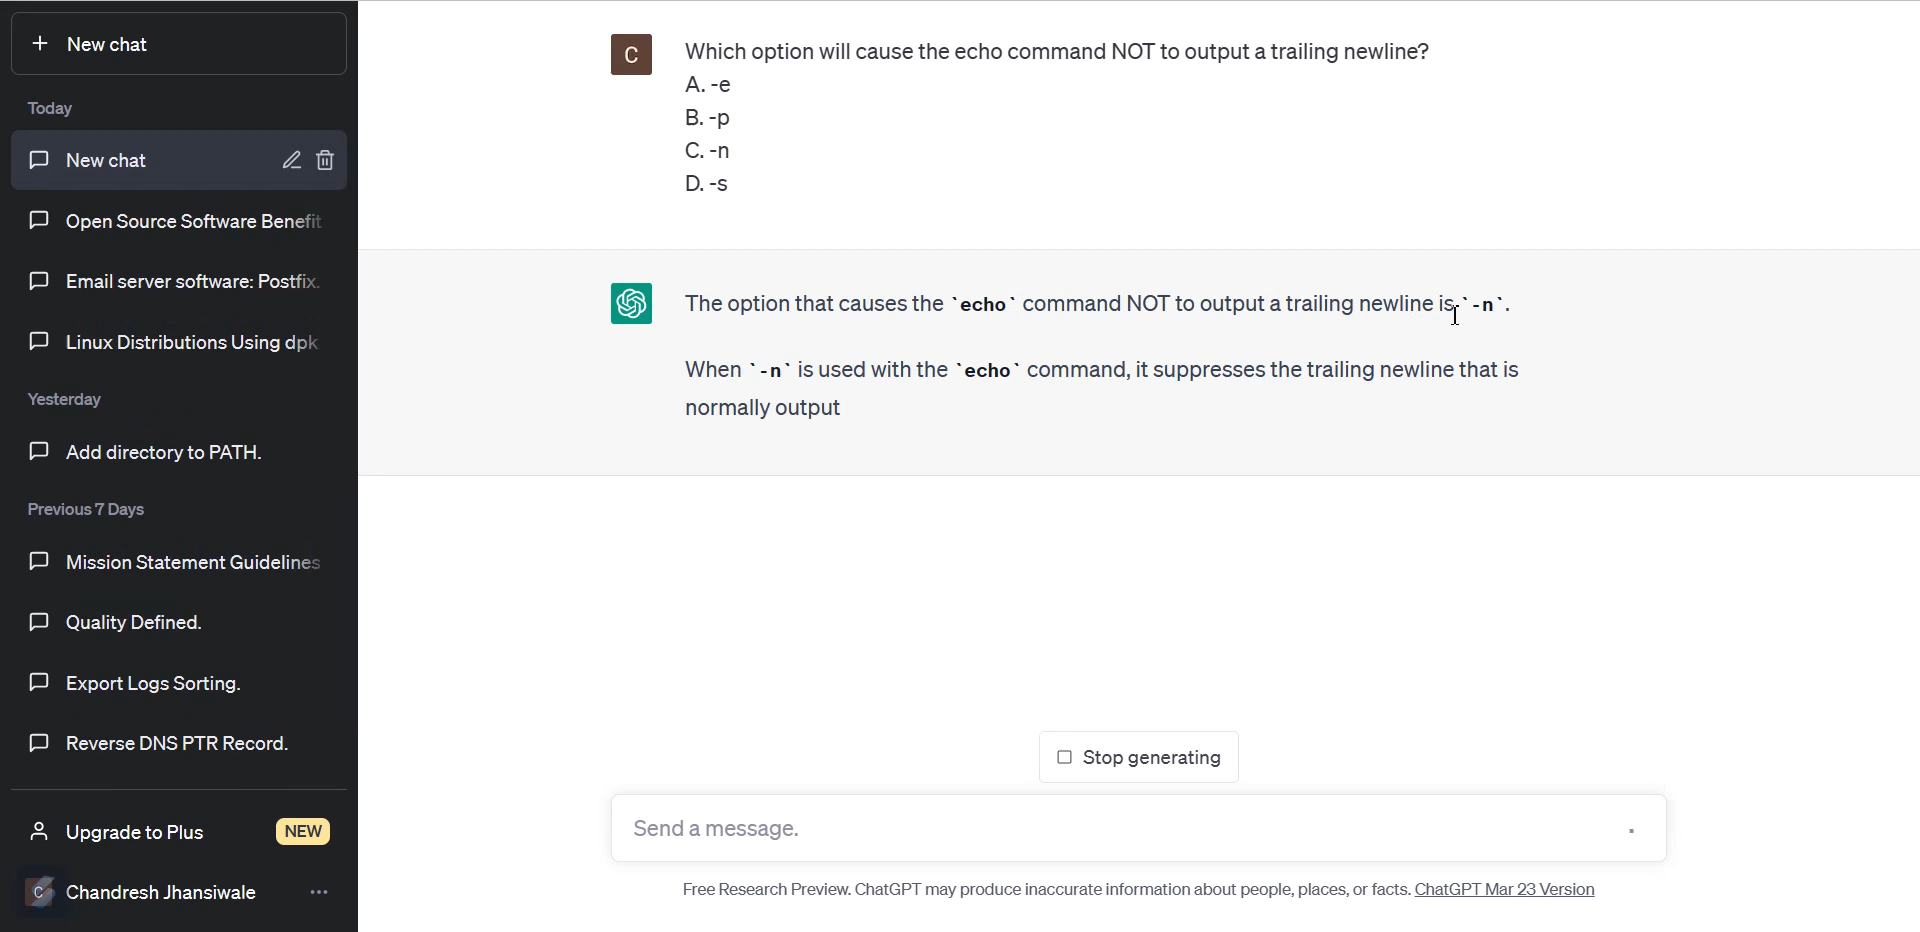 New chat
Today
New chat
Open Source Software Benefit
Email server software: Postfix.
Linux Distributions Using dpk
Yesterday
Add directory to PATH.
Previous 7 Days
Mission Statement Guidelines
Quality Defined.
Export Logs Sorting.
Reverse DNS PTR Record.
Upgrade to Plus NEW
C Chandresh Jhansiwale ...
C Which option will cause the echo command NOT to output a trailing newline?
A. -e
B. -p
C. -n
D. -s
The option that causes the `echo` command NOT to output a trailing newline is `-n`.
When `-n` is used with the `echo` command, it suppresses the trailing newline that is
normally output
Stop generating
Send a message.
Free Research Preview. ChatGPT may produce inaccurate information about people, places, or facts. ChatGPT Mar 23 Version